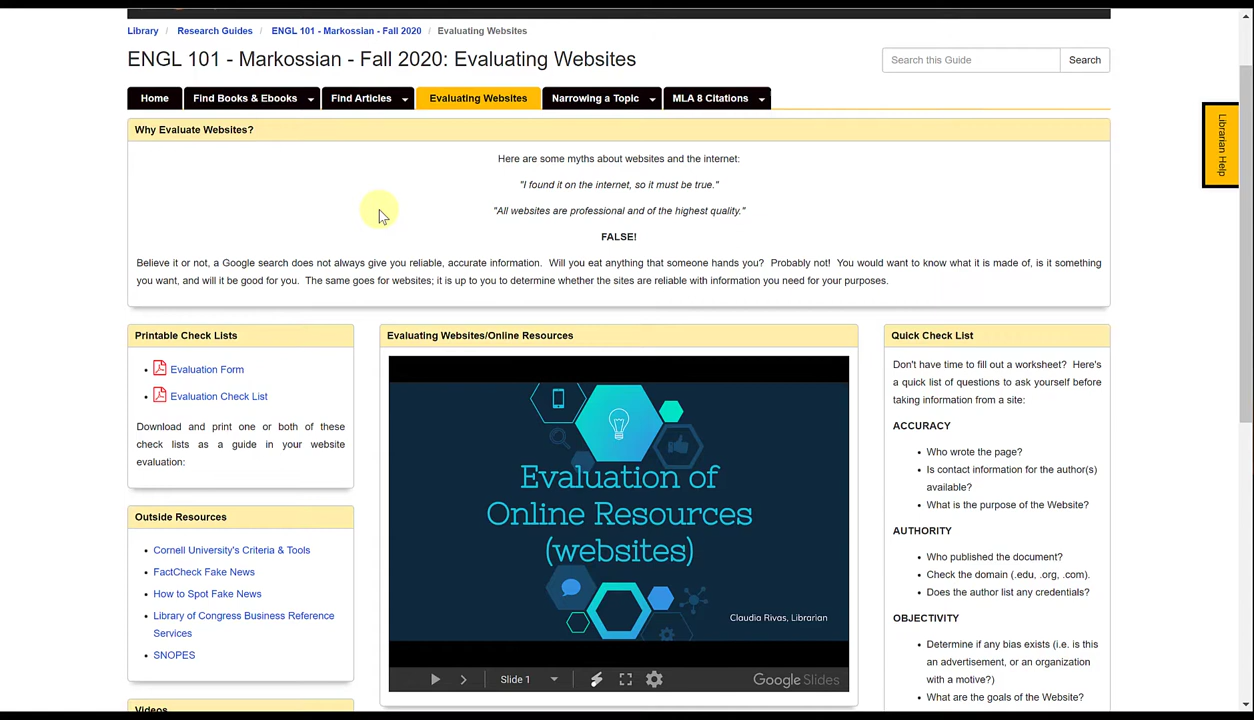 Library / Research Guides / ENGL 101 - Markossian - Fall 2020 / Evaluating Websites
ENGL 101 - Markossian - Fall 2020: Evaluating Websites
Search this Guide
Search
Home
Find Books & Ebooks
Find Articles
Evaluating Websites
Narrowing a Topic
MLA 8 Citations
Librarian Help
Why Evaluate Websites?
Here are some myths about websites and the internet:
"I found it on the internet, so it must be true."
"All websites are professional and of the highest quality."
FALSE!
Believe it or not, a Google search does not always give you reliable, accurate information. Will you eat anything that someone hands you? Probably not! You would want to know what it is made of, is it something
you want, and will it be good for you. The same goes for websites; it is up to you to determine whether the sites are reliable with information you need for your purposes.
Printable Check Lists
• Evaluation Form
• Evaluation Check List
Download and print one or both of these
check lists as a guide in your website
evaluation:
Outside Resources
• Cornell University's Criteria & Tools
• FactCheck Fake News
• How to Spot Fake News
• Library of Congress Business Reference
Services
• SNOPES
Videos
Evaluating Websites/Online Resources
Evaluation of
Online Resources
(websites)
Claudia Rivas, Librarian
Slide 1
Google Slides
Quick Check List
Don't have time to fill out a worksheet? Here's
a quick list of questions to ask yourself before
taking information from a site:
ACCURACY
• Who wrote the page?
• Is contact information for the author(s)
available?
• What is the purpose of the Website?
AUTHORITY
• Who published the document?
• Check the domain (.edu, .org, .com).
• Does the author list any credentials?
OBJECTIVITY
• Determine if any bias exists (i.e. is this
an advertisement, or an organization
with a motive?)
• What are the goals of the Website?